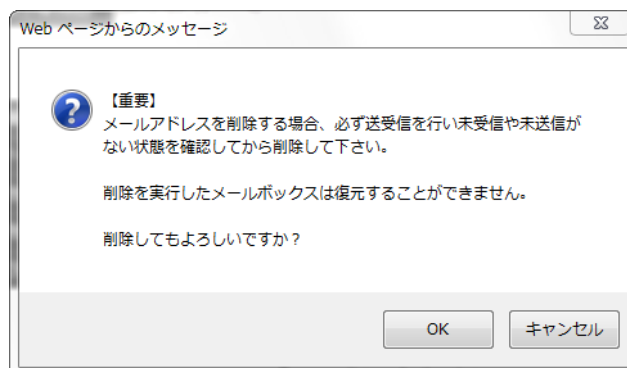 Web ページからのメッセージ
【重要】
メールアドレスを削除する場合、必ず送受信を行い未受信や未送信が
ない状態を確認してから削除して下さい。
削除を実行したメールボックスは復元することができません。
削除してもよろしいですか？
OK
キャンセル